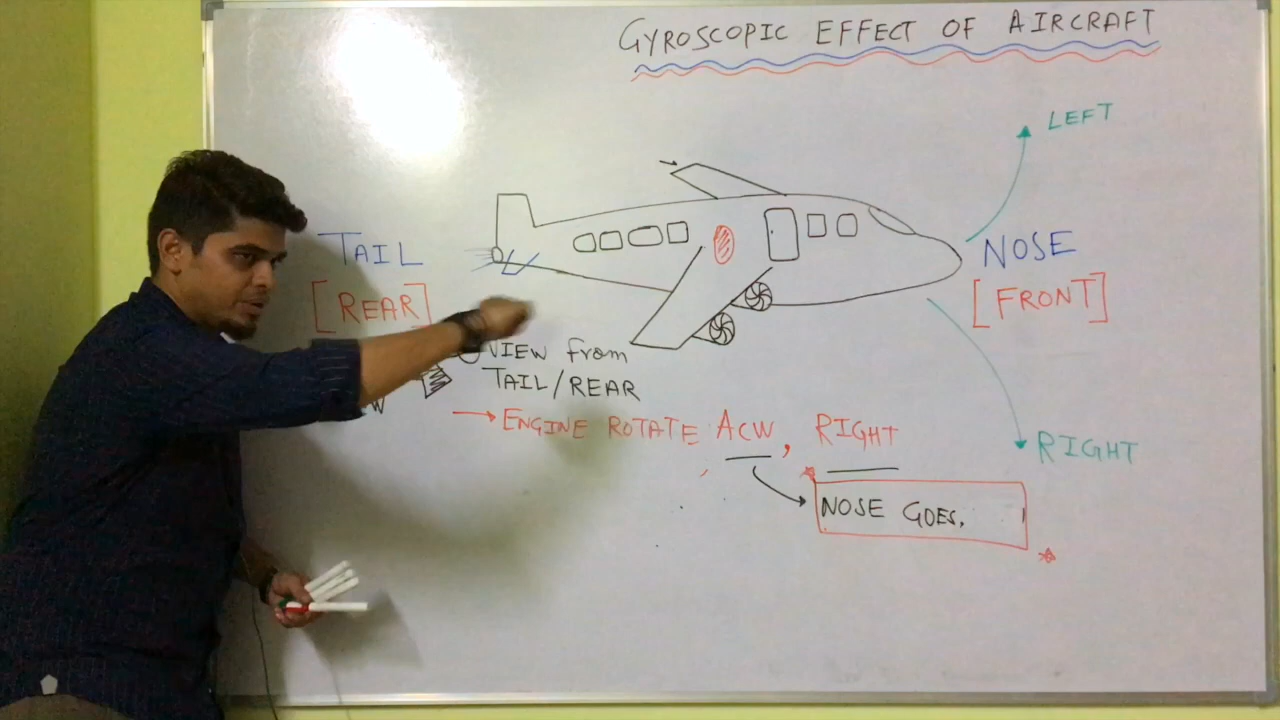 GYROSCOPIC EFFECT OF AIRCRAFT
LEFT
TAIL
[REAR]
NOSE
[FRONT]
VIEW from
TAIL/REAR
W
→ ENGINE ROTATE ACW, RIGHT
RIGHT
NOSE GOES.